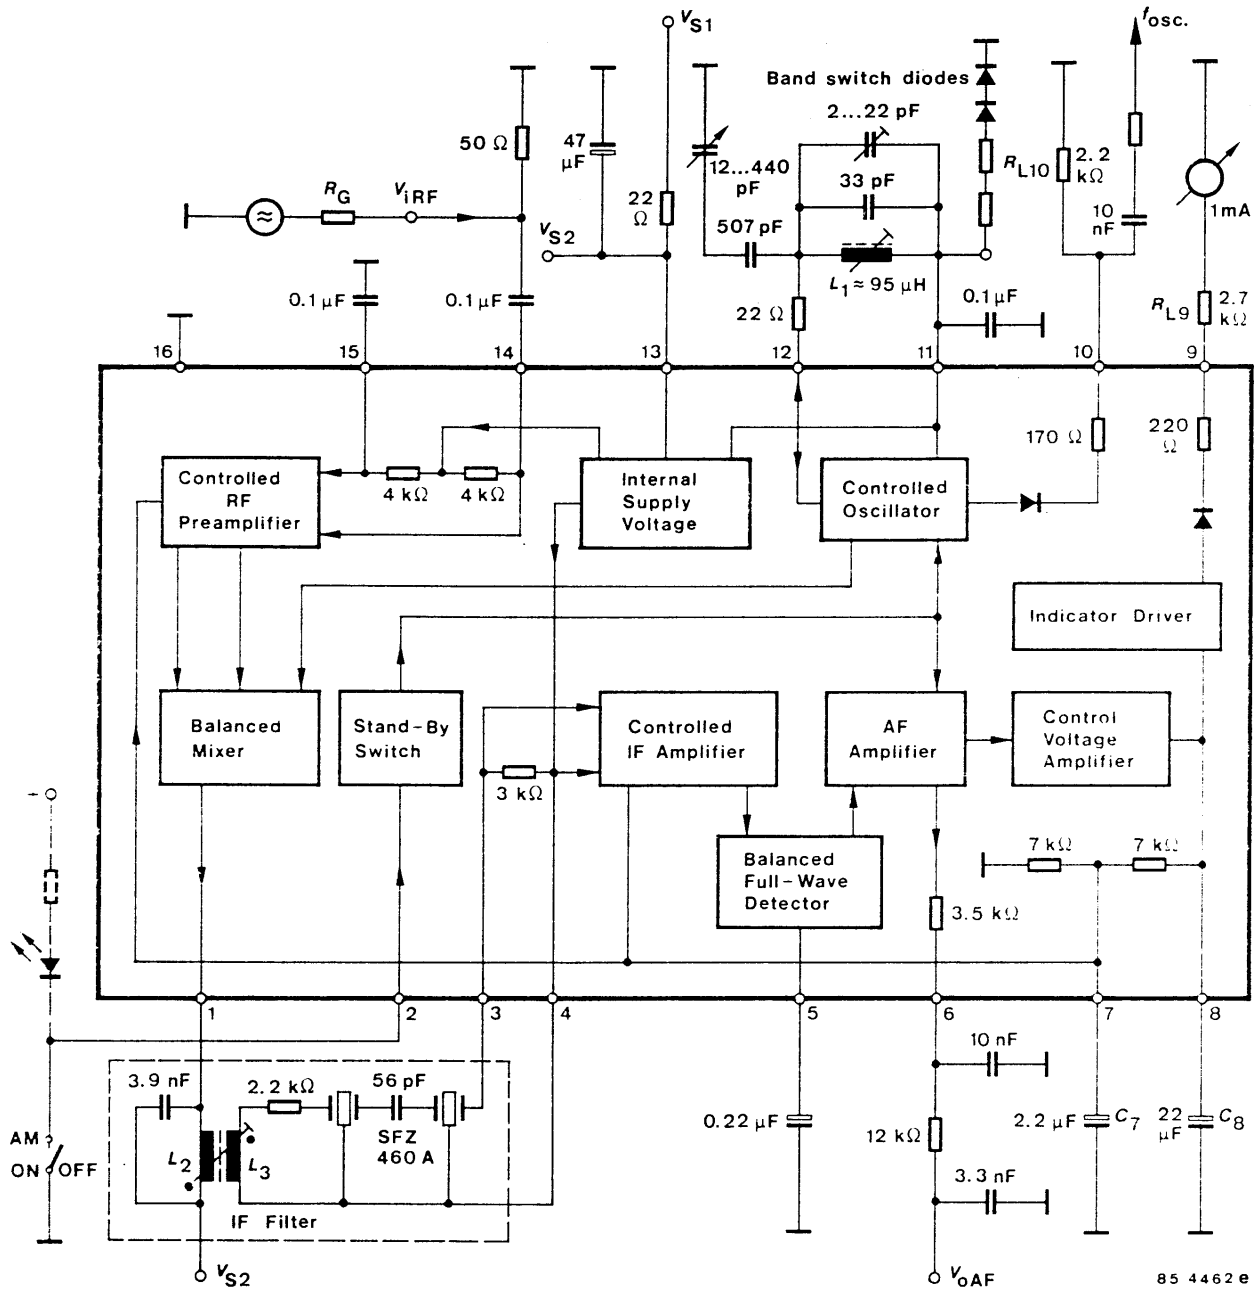 VS1
fosc.
Band switch diodes
2...22 pF
50 Ω
47
µF
12...440
pF
RL10
2.2
kΩ
RG
ViRF
33 pF
22
Ω
10
nF
1mA
507 pF
VS2
L1 ≈ 95 µH
0.1 µF
0.1 µF
22 Ω
0.1 µF
RL9
2.7
kΩ
16
15
14
13
12
11
10
9
170 Ω
220
Ω
Controlled
RF
Preamplifier
4 kΩ
4 kΩ
Internal
Supply
Voltage
Controlled
Oscillator
Indicator Driver
Balanced
Mixer
Stand-By
Switch
Controlled
IF Amplifier
AF
Amplifier
Control
Voltage
Amplifier
3 kΩ
7 kΩ
7 kΩ
Balanced
Full-Wave
Detector
3.5 kΩ
1
2
3
4
5
6
7
8
3.9 nF
2.2 kΩ
56 pF
10 nF
SFZ
460 A
0.22 µF
12 kΩ
2.2 µF
C7
22
µF
C8
AM
ON
OFF
L2
L3
3.3 nF
IF Filter
VS2
VoAF
85 4462 e